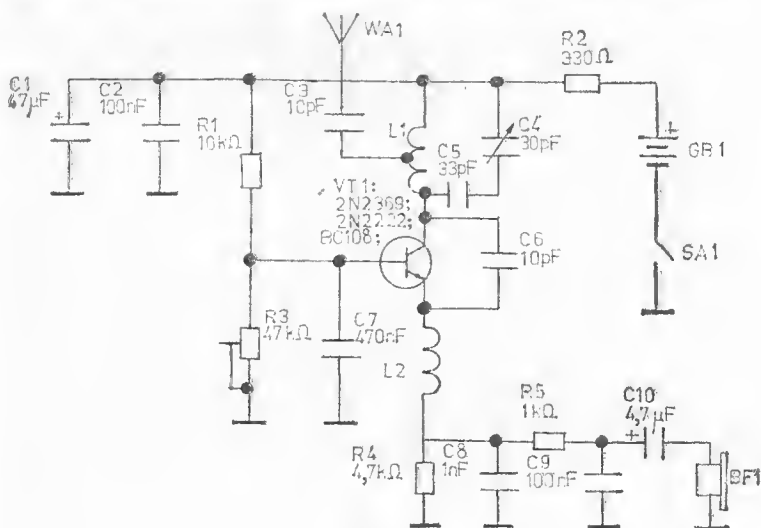 WA1
R2
330Ω
C1
47µF
C2
100nF
C3
10pF
R1
10kΩ
L1
C4
30pF
C5
33pF
GB1
VT1:
2N2369;
2N2222;
BC108;
C6
10pF
SA1
R3
47kΩ
C7
470nF
L2
R5
1kΩ
C10
4,7µF
R4
4,7kΩ
C8
1nF
C9
100nF
BF1